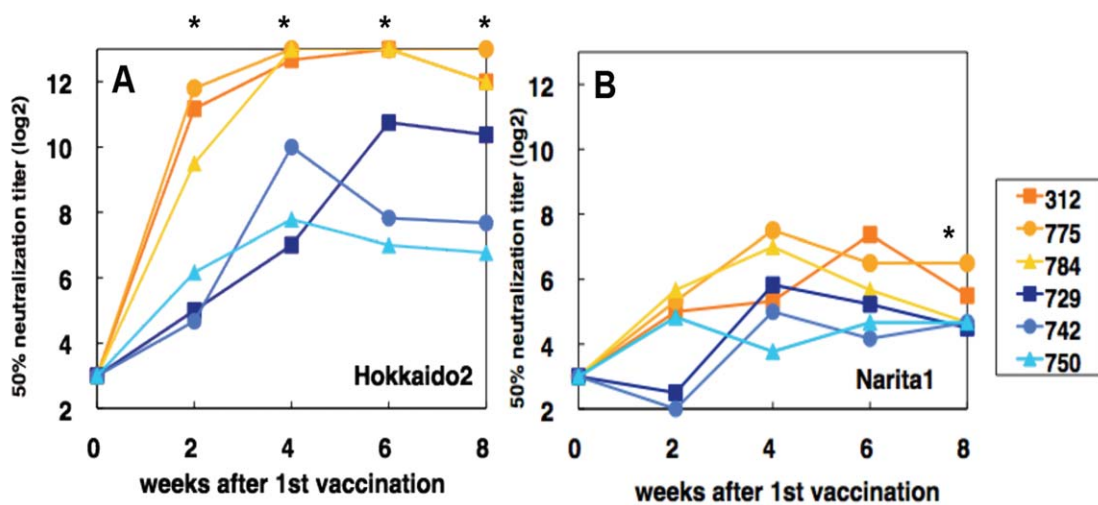 * * * *
A
50% neutralization titer (log2)
12
10
8
6
4
2
Hokkaido2
0 2 4 6 8
weeks after 1st vaccination
B
50% neutralization titer (log2)
12
10
8
6
4
2
*
Narita1
0 2 4 6 8
weeks after 1st vaccination
312
775
784
729
742
750